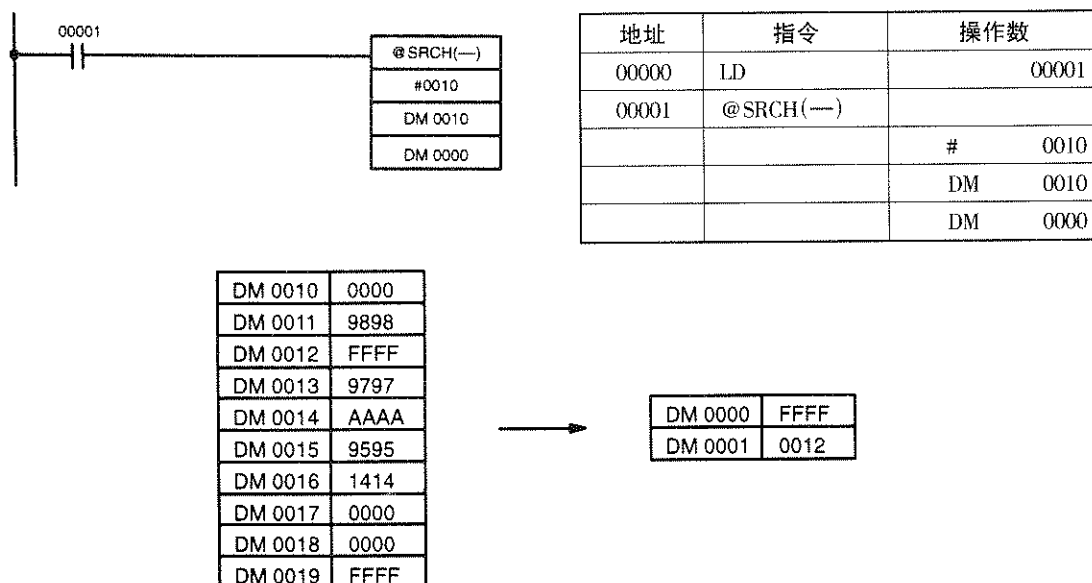 00001
@SRCH(—)
#0010
DM 0010
DM 0000
地址 指令 操作数
00000 LD 00001
00001 @SRCH(—)
# 0010
DM 0010
DM 0000
DM 0010 0000
DM 0011 9898
DM 0012 FFFF
DM 0013 9797
DM 0014 AAAA
DM 0015 9595
DM 0016 1414
DM 0017 0000
DM 0018 0000
DM 0019 FFFF
DM 0000 FFFF
DM 0001 0012